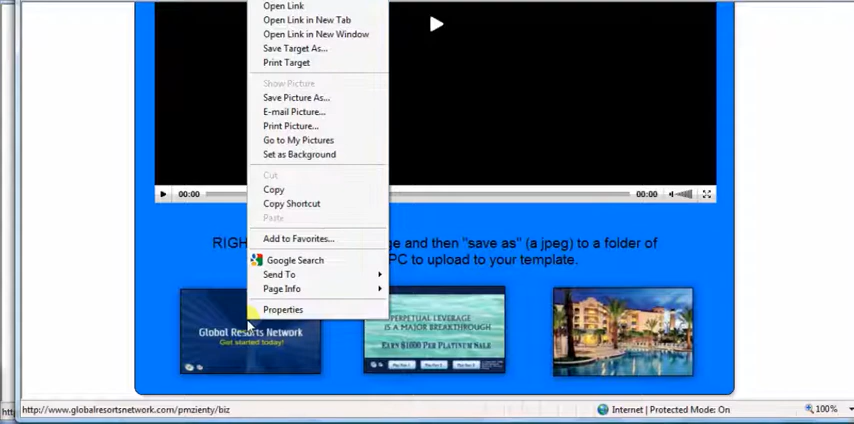 Open Link
Open Link in New Tab
Open Link in New Window
Save Target As...
Print Target
Show Picture
Save Picture As...
E-mail Picture...
Print Picture...
Go to My Pictures
Set as Background
Cut
Copy
Copy Shortcut
Paste
Add to Favorites...
Google Search
Send To
Page Info
Properties
00:00
00:00
RIGH
ge and then "save as" (a jpeg) to a folder of
PC to upload to your template.
Global Resorts Network
Get started today!
PERPETUAL LEVERAGE
IS A MAJOR BREAKTHROUGH
EARN $1000 PER PLATINUM SALE
http://www.globalresortsnetwork.com/pmzienty/biz
Internet | Protected Mode: On
100%